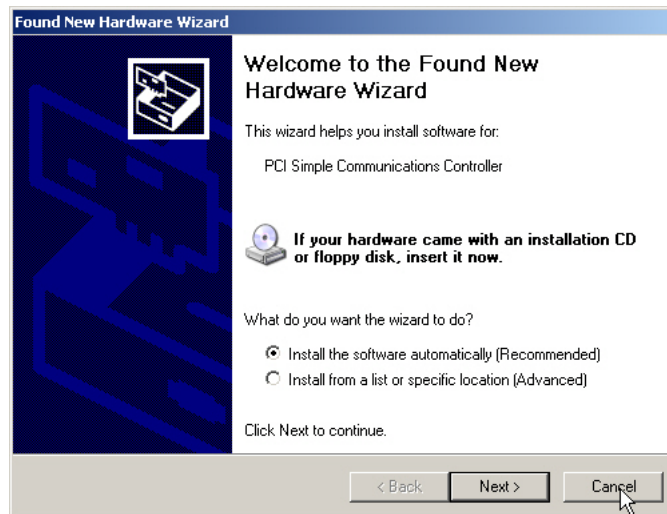 Found New Hardware Wizard
Welcome to the Found New
Hardware Wizard
This wizard helps you install software for:
PCI Simple Communications Controller
If your hardware came with an installation CD
or floppy disk, insert it now.
What do you want the wizard to do?
Install the software automatically (Recommended)
Install from a list or specific location (Advanced)
Click Next to continue.
< Back
Next >
Cancel